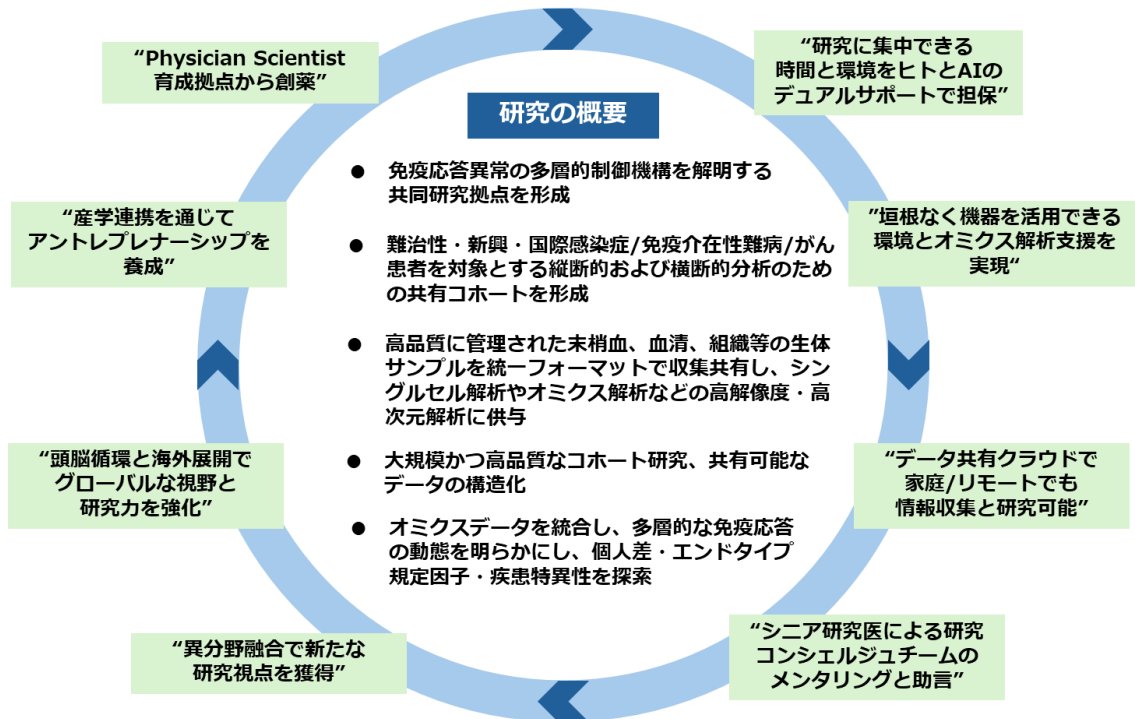 “Physician Scientist
育成拠点から創薬”
“研究に集中できる
時間と環境をヒトとAIの
デュアルサポートで担保”
研究の概要
● 免疫応答異常の多層的制御機構を解明する
共同研究拠点を形成
“産学連携を通じて
アントレプレナーシップを
養成”
”垣根なく機器を活用できる
環境とオミクス解析支援を
実現“
● 難治性・新興・国際感染症/免疫介在性難病/がん
患者を対象とする縦断的および横断的分析のため
の共有コホートを形成
● 高品質に管理された末梢血、血清、組織等の生体
サンプルを統一フォーマットで収集共有し、シン
グルセル解析やオミクス解析などの高解像度・高
次元解析に供与
“頭脳循環と海外展開で
グローバルな視野と
研究力を強化”
● 大規模かつ高品質なコホート研究、共有可能な
データの構造化
“データ共有クラウドで
家庭/リモートでも
情報収集と研究可能”
● オミクスデータを統合し、多層的な免疫応答
の動態を明らかにし、個人差・エンドタイプ
規定因子・疾患特異性を探索
“異分野融合で新たな
研究視点を獲得”
“シニア研究医による研究
コンシェルジュチームの
メンタリングと助言”